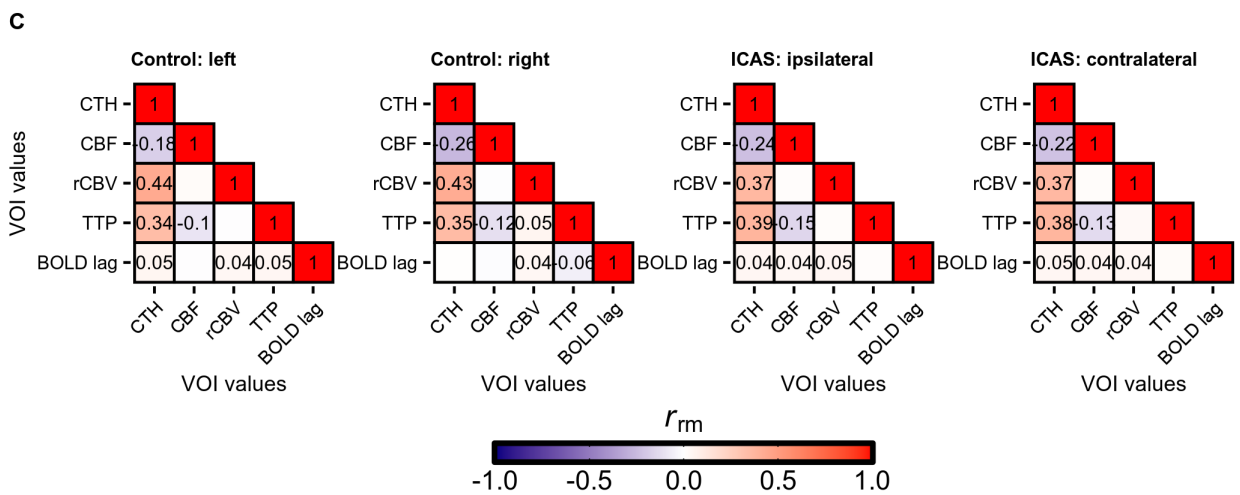 C
Control: left Control: right ICAS: ipsilateral ICAS: contralateral
CTH 1 CTH 1 CTH 1 CTH 1
CBF -0.18 1 CBF -0.26 1 CBF -0.24 1 CBF -0.22 1
rCBV 0.44 1 rCBV 0.43 1 rCBV 0.37 1 rCBV 0.37 1
TTP 0.34 -0.1 1 TTP 0.35 -0.12 0.05 1 TTP 0.39 -0.15 1 TTP 0.38 -0.13 1
BOLD lag 0.05 0.04 0.05 1 BOLD lag 0.04 -0.06 1 BOLD lag 0.04 0.04 0.05 1 BOLD lag 0.05 0.04 0.04 1
VOI values
CTH CBF rCBV TTP BOLD lag CTH CBF rCBV TTP BOLD lag CTH CBF rCBV TTP BOLD lag CTH CBF rCBV TTP BOLD lag
VOI values VOI values VOI values VOI values
rrm
-1.0 -0.5 0.0 0.5 1.0